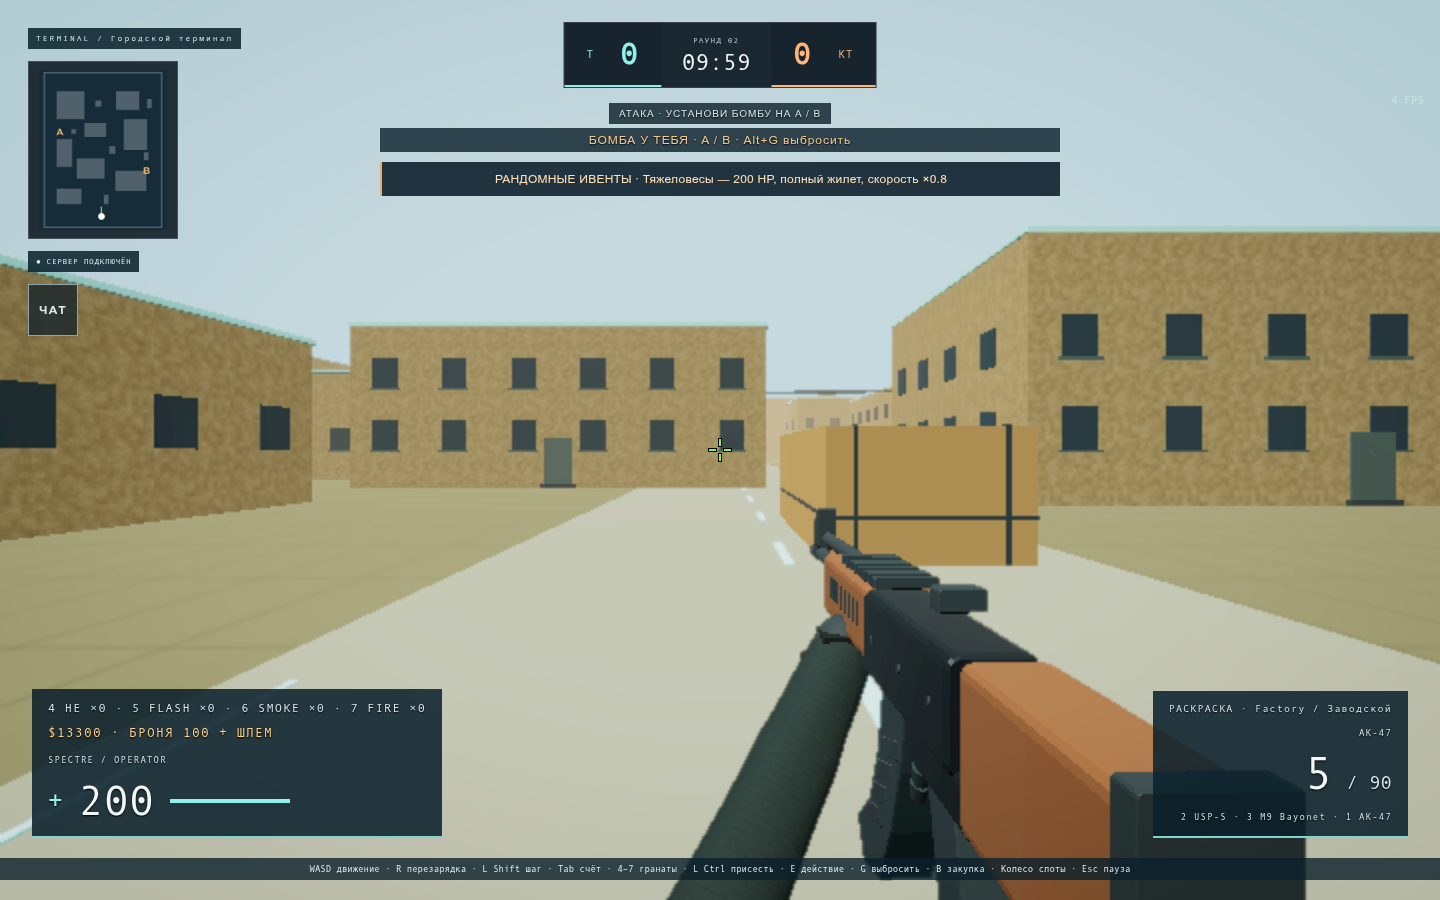 TERMINAL / Городской терминал
T 0
РАУНД 02
09:59
0 КТ
4 FPS
АТАКА · УСТАНОВИ БОМБУ НА A / B
БОМБА У ТЕБЯ · A / B · Alt+G выбросить
РАНДОМНЫЕ ИВЕНТЫ · Тяжеловесы — 200 HP, полный жилет, скорость ×0.8
A
B
● СЕРВЕР ПОДКЛЮЧЁН
ЧАТ
4 HE ×0 · 5 FLASH ×0 · 6 SMOKE ×0 · 7 FIRE ×0
$13300 · БРОНЯ 100 + ШЛЕМ
SPECTRE / OPERATOR
+ 200
РАСКРАСКА · Factory / Заводской
AK-47
5 / 90
2 USP-S · 3 M9 Bayonet · 1 AK-47
WASD движение · R перезарядка · L Shift шаг · Tab счёт · 4–7 гранаты · L Ctrl присесть · E действие · G выбросить · B закупка · Колесо слоты · Esc пауза